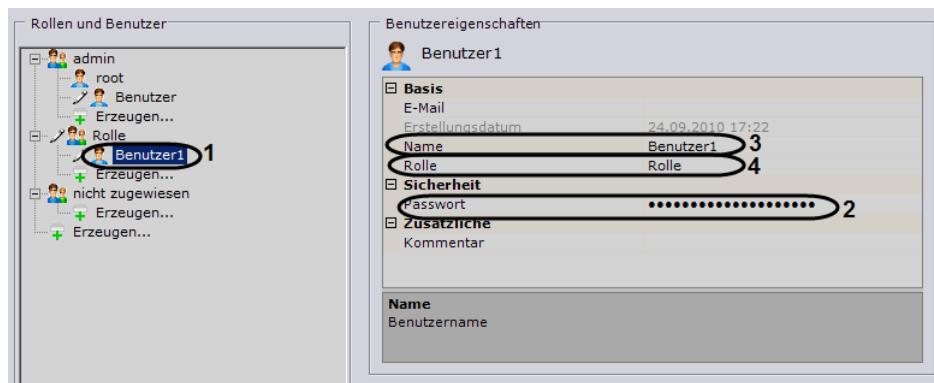 Rollen und Benutzer
admin
root
Benutzer
Erzeugen...
Rolle
Benutzer1
1
Erzeugen...
nicht zugewiesen
Erzeugen...
Erzeugen...
Benutzereigenschaften
Benutzer1
Basis
E-Mail
Erstellungsdatum 24.09.2010 17:22
Name Benutzer1 3
Rolle Rolle 4
Sicherheit
Passwort ●●●●●●●●●●●●●●●●●●●● 2
Zusätzliche
Kommentar
Name
Benutzername